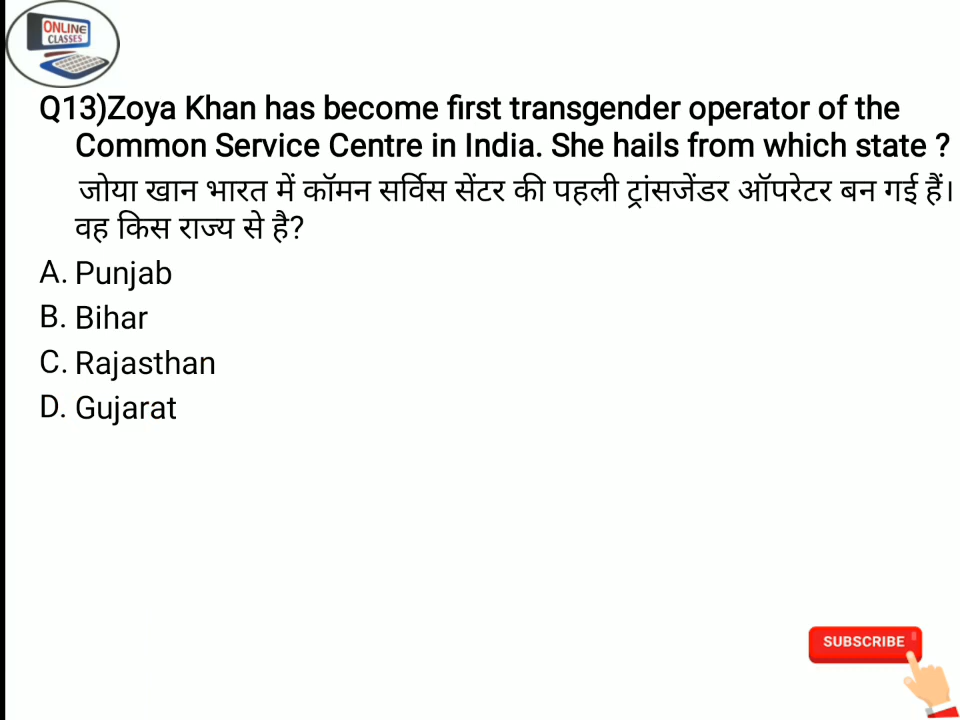 ONLINE
CLASSES
Q13)Zoya Khan has become first transgender operator of the
Common Service Centre in India. She hails from which state ?
जोया खान भारत में कॉमन सर्विस सेंटर की पहली ट्रांसजेंडर ऑपरेटर बन गई हैं।
वह किस राज्य से है?
A. Punjab
B. Bihar
C. Rajasthan
D. Gujarat
SUBSCRIBE